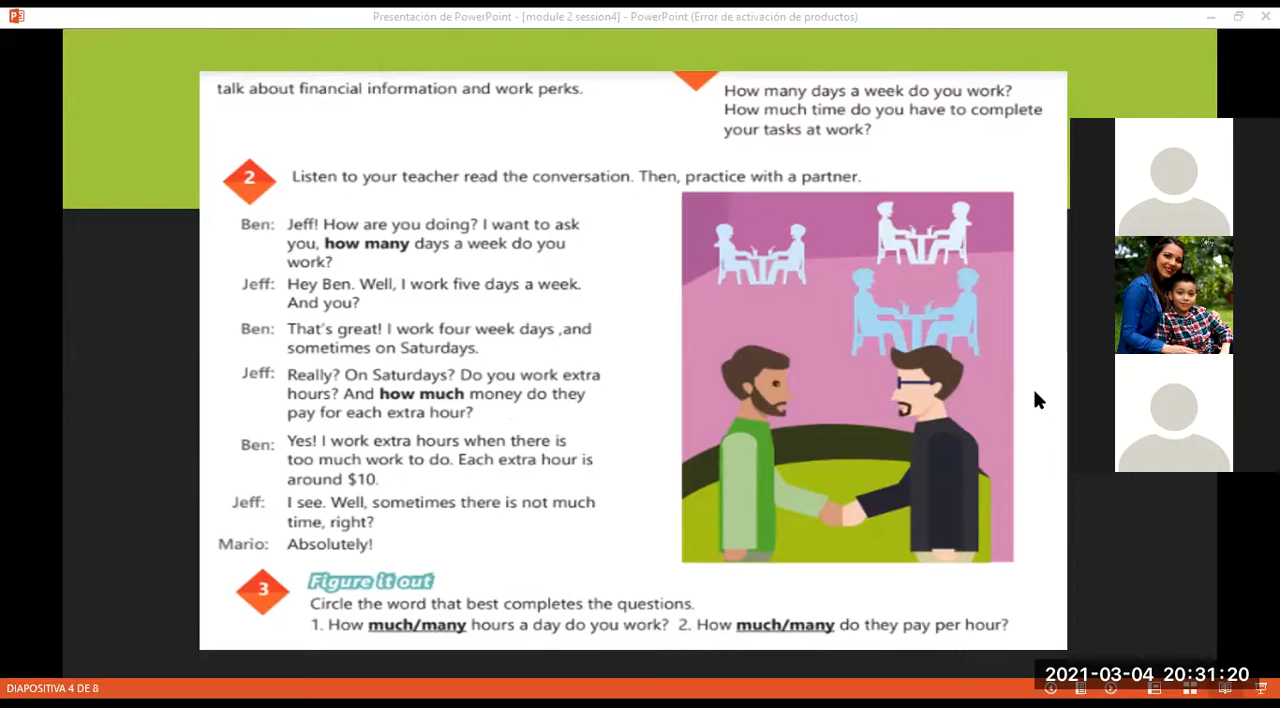 Presentación de PowerPoint - [module 2 session4] - PowerPoint (Error de activación de productos)
talk about financial information and work perks.
How many days a week do you work?
How much time do you have to complete
your tasks at work?
2 Listen to your teacher read the conversation. Then, practice with a partner.
Ben: Jeff! How are you doing? I want to ask
you, how many days a week do you
work?
Jeff: Hey Ben. Well, I work five days a week.
And you?
Ben: That's great! I work four week days ,and
sometimes on Saturdays.
Jeff: Really? On Saturdays? Do you work extra
hours? And how much money do they
pay for each extra hour?
Ben: Yes! I work extra hours when there is
too much work to do. Each extra hour is
around $10.
Jeff: I see. Well, sometimes there is not much
time, right?
Mario: Absolutely!
3 Figure it out
Circle the word that best completes the questions.
1. How much/many hours a day do you work? 2. How much/many do they pay per hour?
2021-03-04 20:31:20
DIAPOSITIVA 4 DE 8